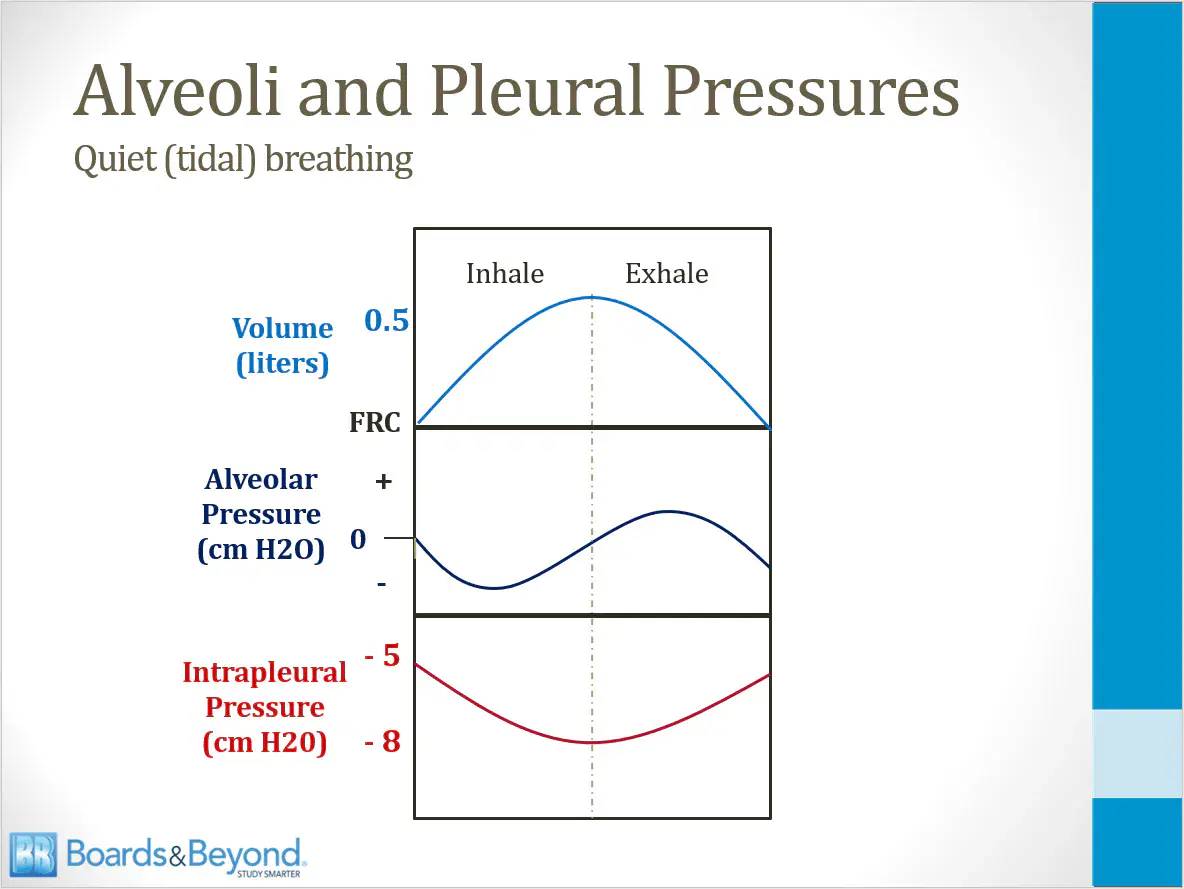 Alveoli and Pleural Pressures
Quiet (tidal) breathing
Inhale Exhale
Volume
(liters)
0.5
FRC
Alveolar
Pressure
(cm H2O)
+
0
-
Intrapleural
Pressure
(cm H20)
- 5
- 8
BB Boards&Beyond.
STUDY SMARTER